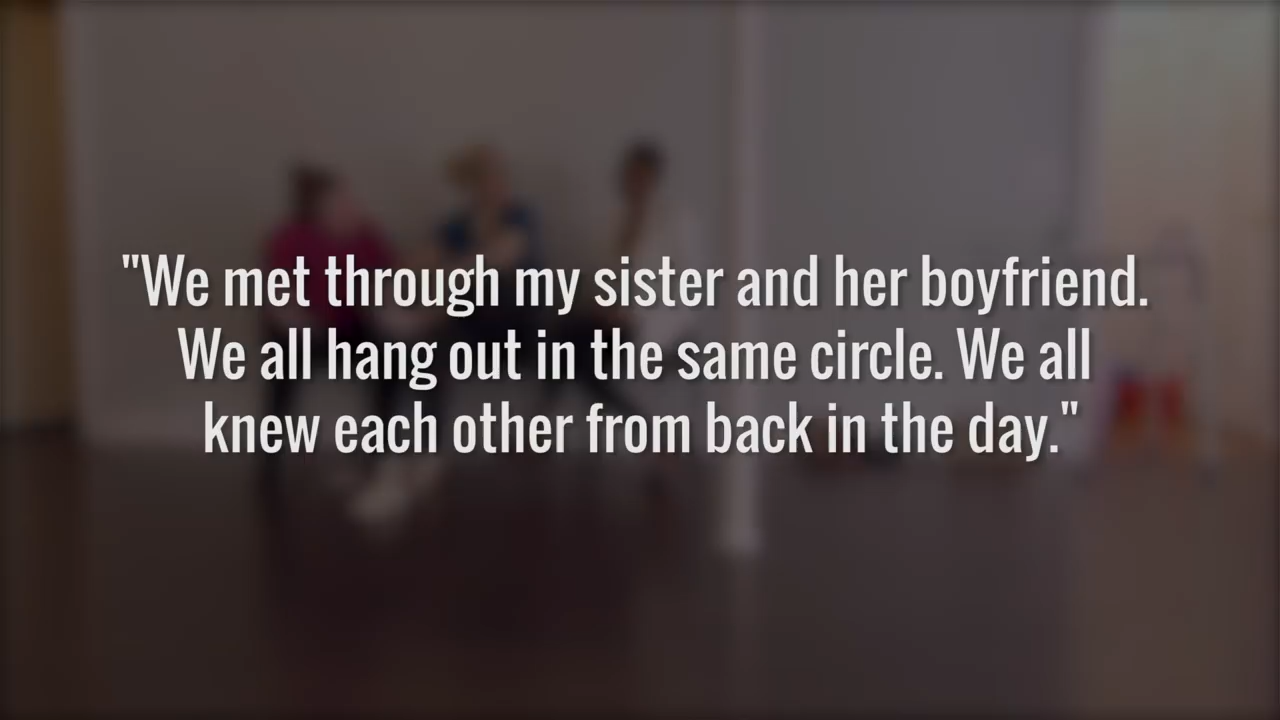 "We met through my sister and her boyfriend.
We all hang out in the same circle. We all
knew each other from back in the day."